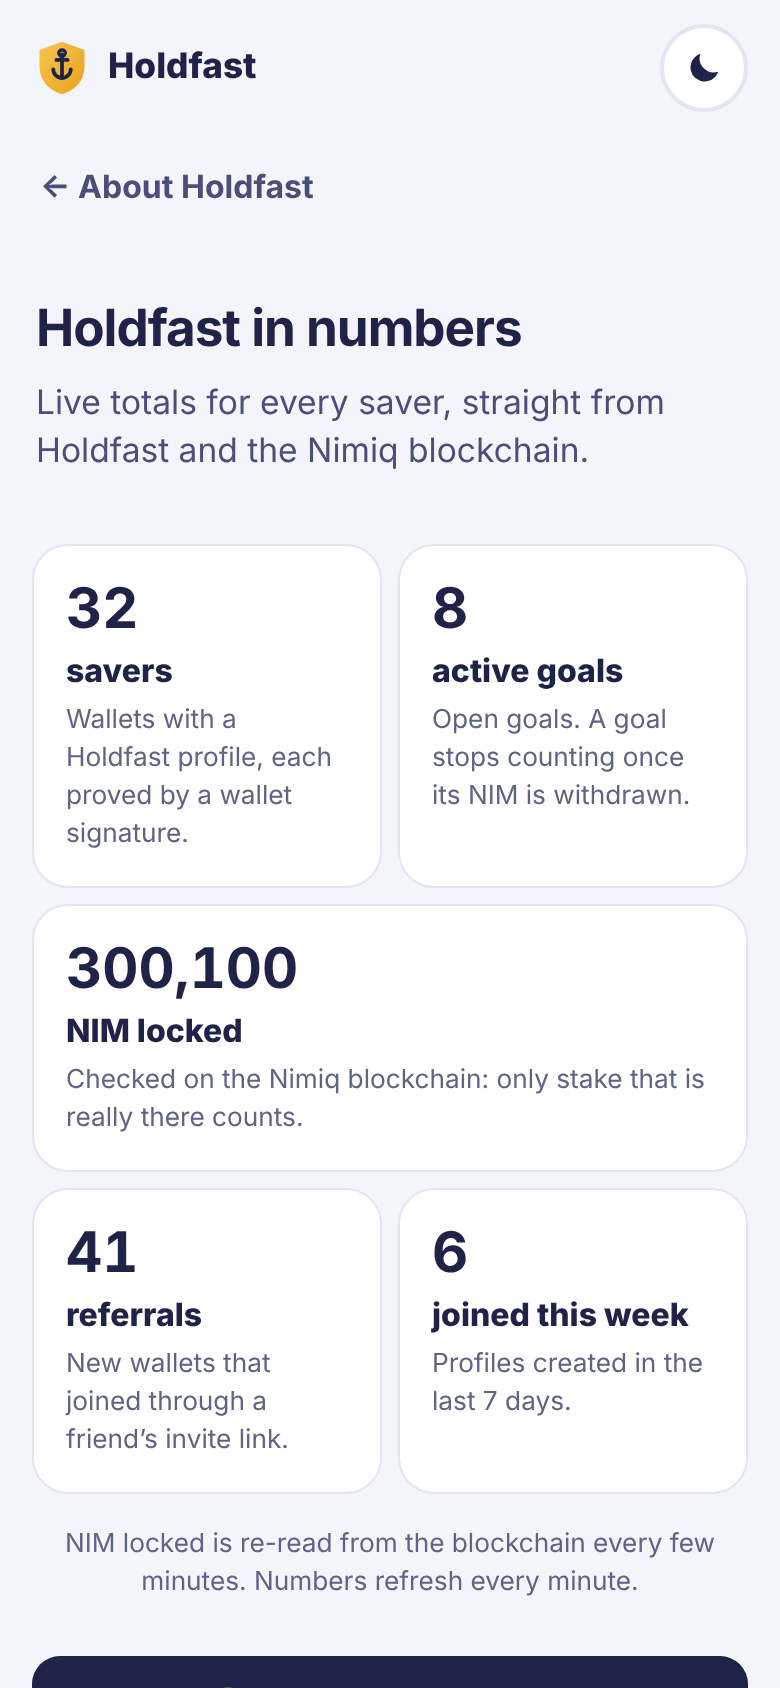 Holdfast
← About Holdfast
Holdfast in numbers
Live totals for every saver, straight from
Holdfast and the Nimiq blockchain.
32
savers
Wallets with a
Holdfast profile, each
proved by a wallet
signature.
8
active goals
Open goals. A goal
stops counting once
its NIM is withdrawn.
300,100
NIM locked
Checked on the Nimiq blockchain: only stake that is
really there counts.
41
referrals
New wallets that
joined through a
friend’s invite link.
6
joined this week
Profiles created in the
last 7 days.
NIM locked is re-read from the blockchain every few
minutes. Numbers refresh every minute.